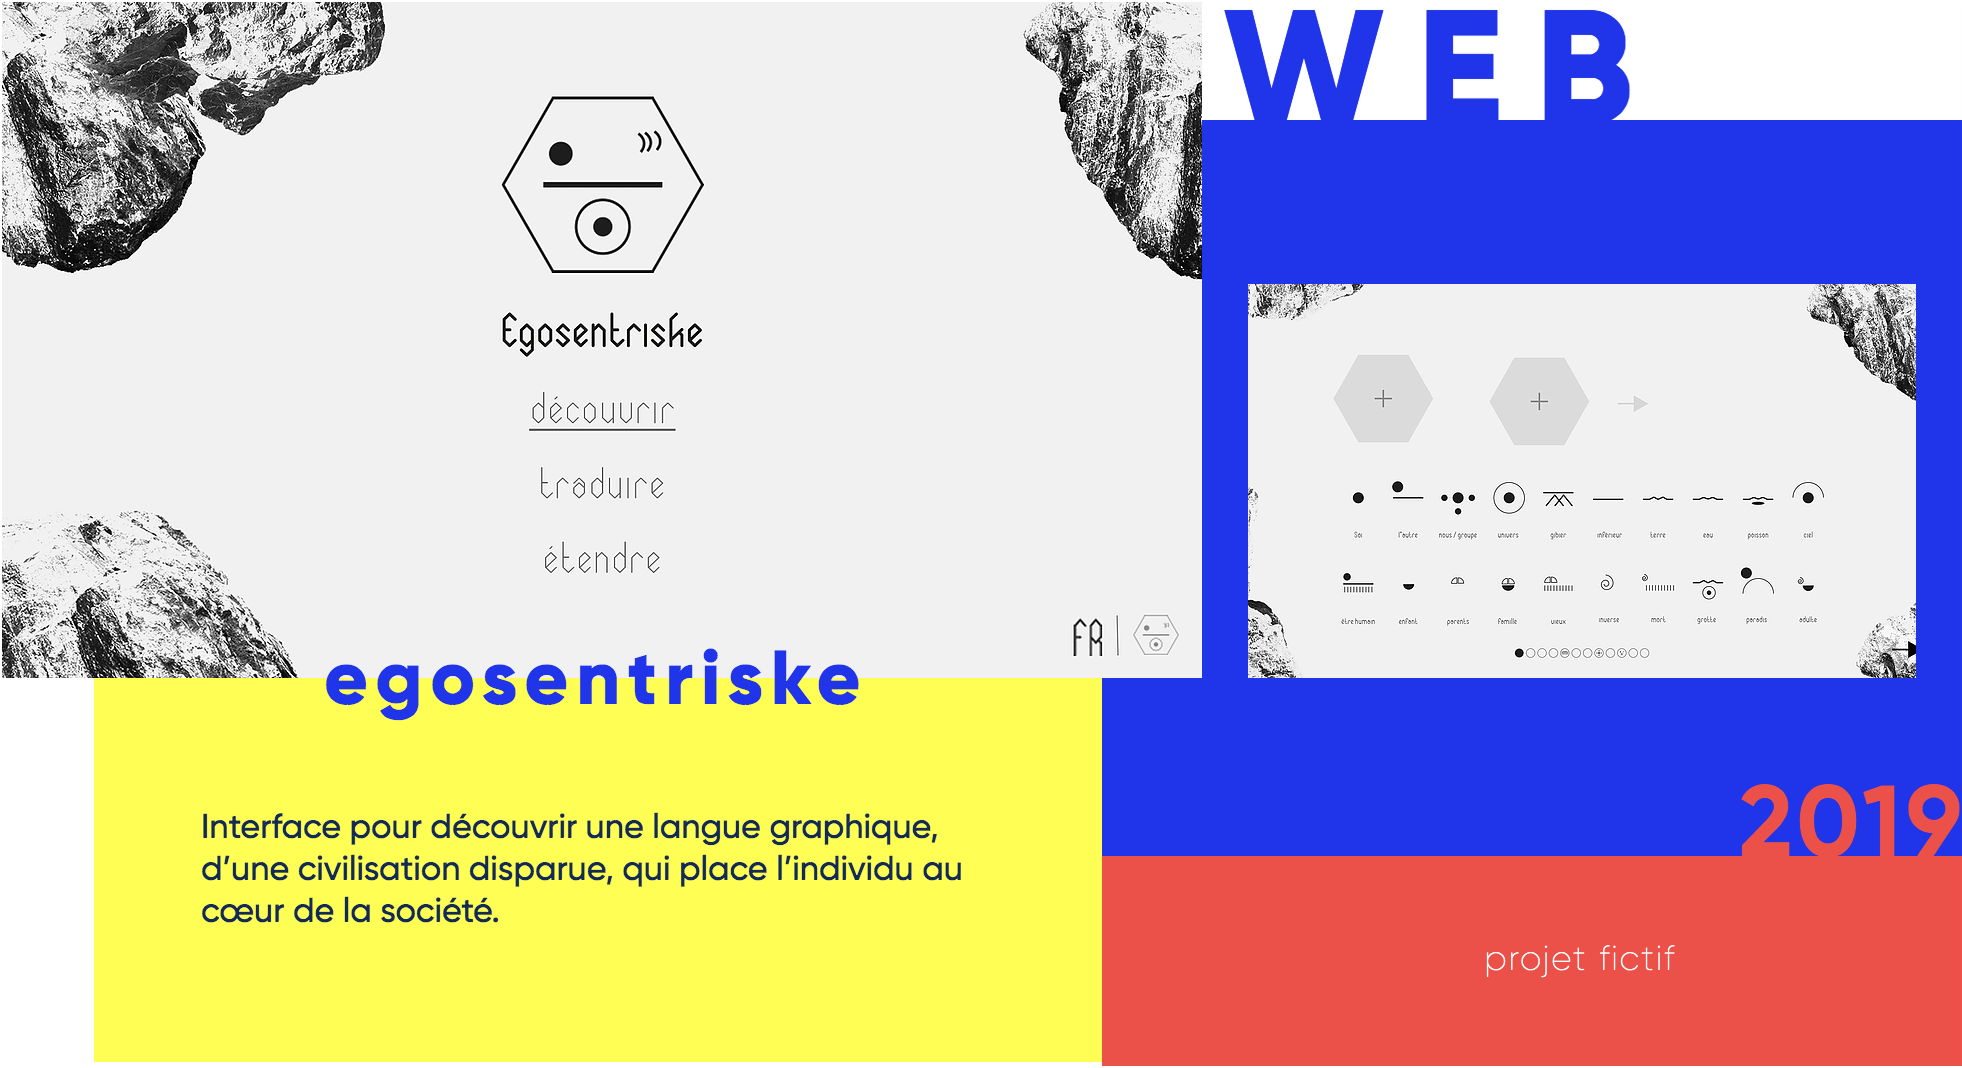 WEB
Egosentriske
découvrir
traduire
étendre
FR
Soi l'autre nous / groupe univers gibier inférieur terre eau poisson ciel
être humain enfant parents famille vieux inverse mort grotte paradis adulte
egosentriske
Interface pour découvrir une langue graphique,
d’une civilisation disparue, qui place l’individu au
cœur de la société.
2019
projet fictif